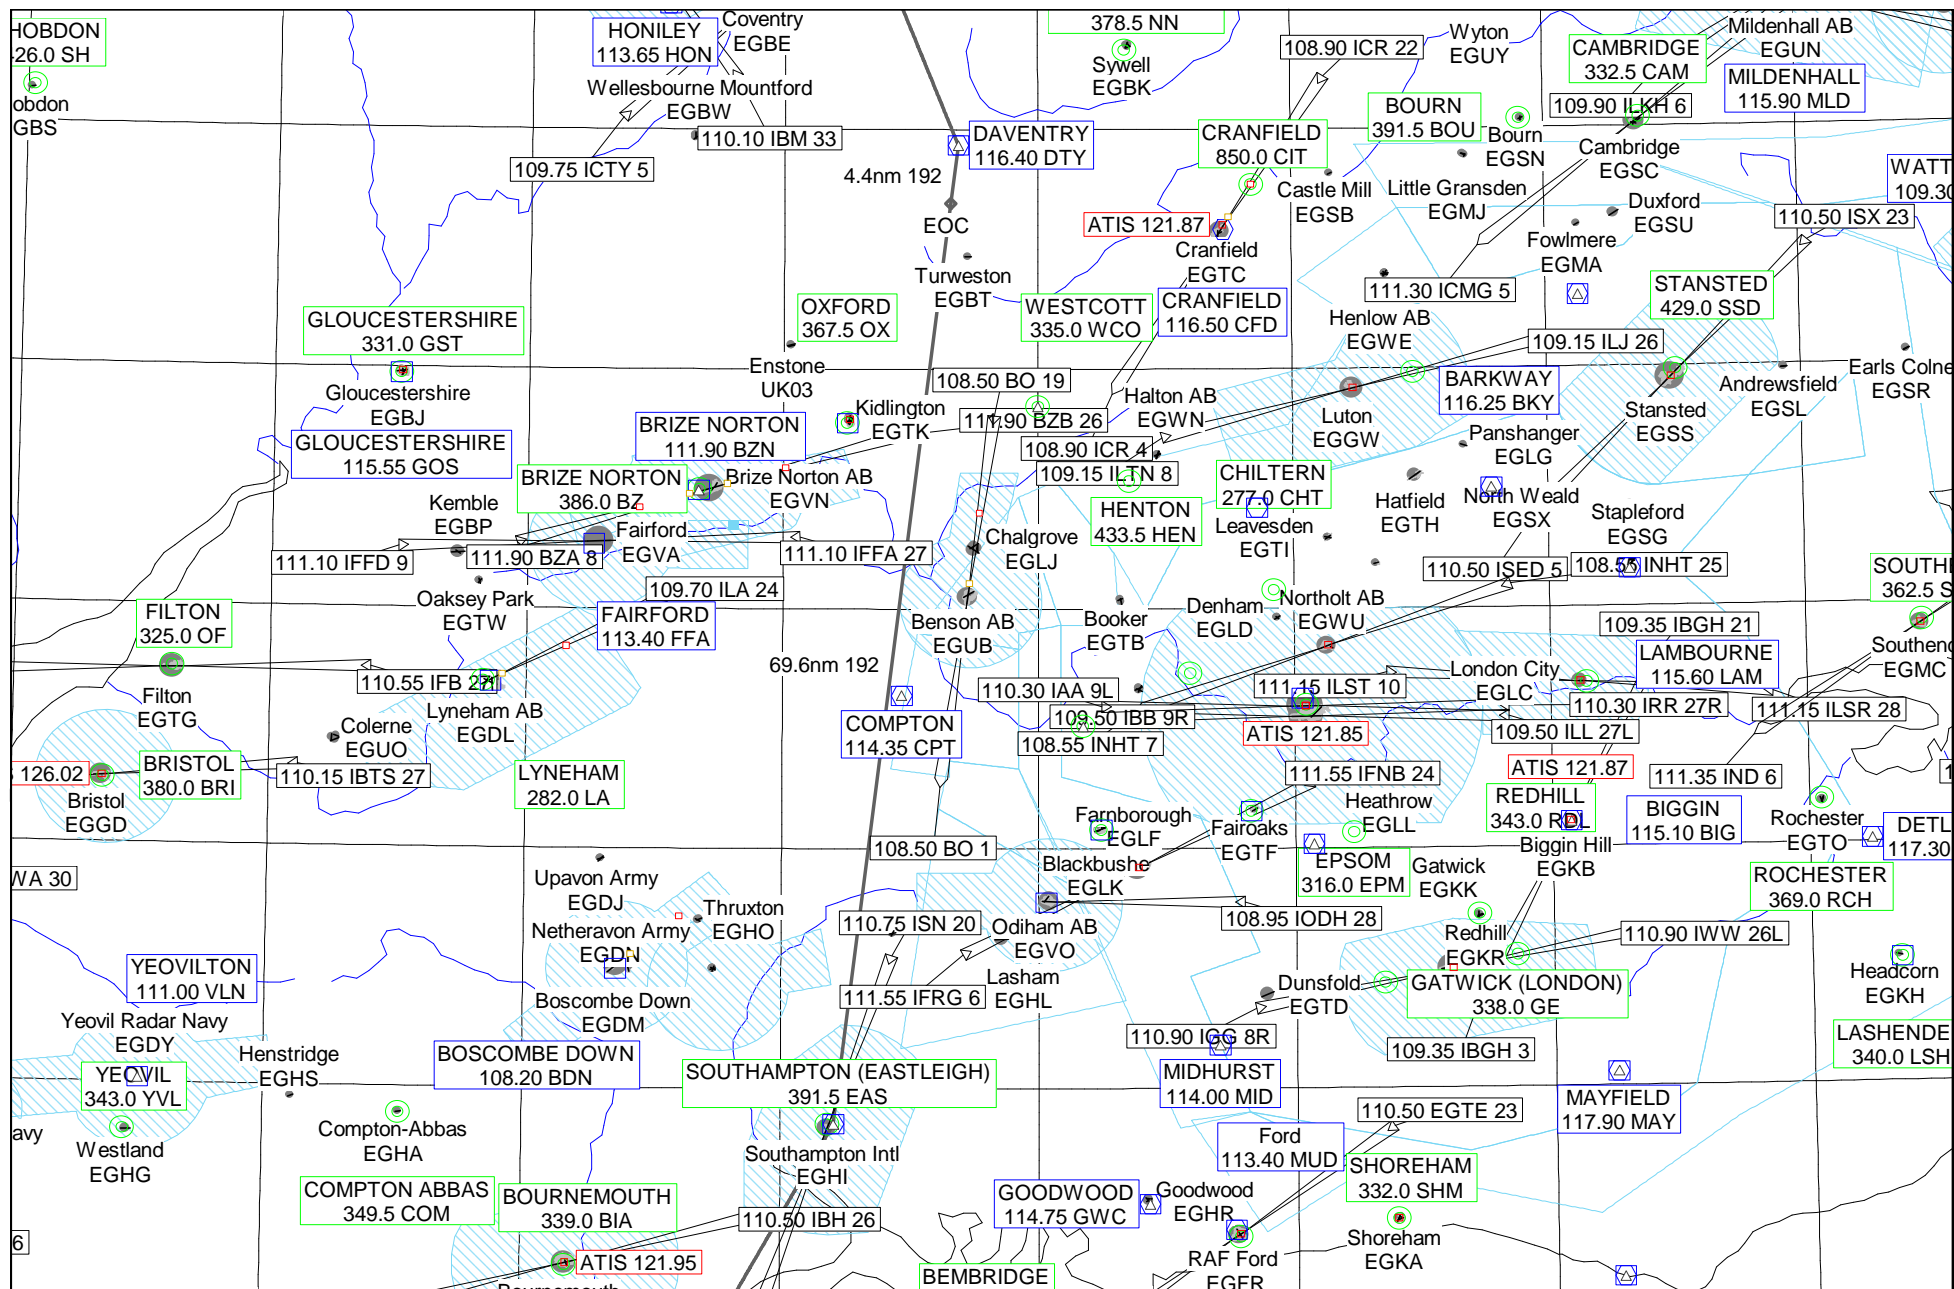 HOBDON
26.0 SH
obdon
GBS
HONILEY
113.65 HON
Coventry
EGBE
Wellesbourne Mountford
EGBW
110.10 IBM 33
109.75 ICTY 5
378.5 NN
Sywell
EGBK
108.90 ICR 22
Wyton
EGUY
CAMBRIDGE
332.5 CAM
Mildenhall AB
EGUN
MILDENHALL
115.90 MLD
109.90 ILKH 6
BOURN
391.5 BOU
Bourn
EGSN
Cambridge
EGSC
DAVENTRY
116.40 DTY
CRANFIELD
850.0 CIT
4.4nm 192
EOC
Castle Mill
EGSB
Little Gransden
EGMJ
Duxford
EGSU
WATT
109.30
110.50 ISX 23
ATIS 121.87
Cranfield
EGTC
Fowlmere
EGMA
Turweston
EGBT
111.30 ICMG 5
STANSTED
429.0 SSD
GLOUCESTERSHIRE
331.0 GST
OXFORD
367.5 OX
WESTCOTT
335.0 WCO
CRANFIELD
116.50 CFD
Henlow AB
EGWE
109.15 ILJ 26
Enstone
UK03
108.50 BO 19
Gloucestershire
EGBJ
GLOUCESTERSHIRE
115.55 GOS
BRIZE NORTON
111.90 BZN
Kidlington
EGTK
111.90 BZB 26
Halton AB
EGWN
Luton
EGGW
BARKWAY
116.25 BKY
Stansted
EGSS
Andrewsfield
EGSL
Earls Colne
EGSR
108.90 ICR 4
109.15 ILTN 8
Panshanger
EGLG
BRIZE NORTON
386.0 BZ
Brize Norton AB
EGVN
Kemble
EGBP
Fairford
EGVA
HENTON
433.5 HEN
CHILTERN
277.0 CHT
Leavesden
EGTI
Hatfield
EGTH
North Weald
EGSX
Stapleford
EGSG
111.10 IFFD 9
111.90 BZA 8
111.10 IFFA 27
Chalgrove
EGLJ
110.50 ISED 5
108.55 INHT 25
SOUTHE
362.5 S
109.70 ILA 24
Oaksey Park
EGTW
FILTON
325.0 OF
FAIRFORD
113.40 FFA
Benson AB
EGUB
Booker
EGTB
Denham
EGLD
Northolt AB
EGWU
109.35 IBGH 21
LAMBOURNE
115.60 LAM
Southend
EGMC
69.6nm 192
Filton
EGTG
110.55 IFB 27
Lyneham AB
EGDL
London City
EGLC
110.30 IAA 9L
109.50 IBB 9R
108.55 INHT 7
111.15 ILST 10
110.30 IRR 27R
109.50 ILL 27L
111.15 ILSR 28
Colerne
EGUO
COMPTON
114.35 CPT
ATIS 121.85
126.02
BRISTOL
380.0 BRI
110.15 IBTS 27
LYNEHAM
282.0 LA
111.55 IFNB 24
ATIS 121.87
111.35 IND 6
Bristol
EGGD
Farnborough
EGLF
Fairoaks
EGTF
Heathrow
EGLL
REDHILL
343.0 RDL
BIGGIN
115.10 BIG
Rochester
EGTO
DETL
117.30
108.50 BO 1
Blackbushe
EGLK
EPSOM
316.0 EPM
Gatwick
EGKK
Biggin Hill
EGKB
ROCHESTER
369.0 RCH
WA 30
Upavon Army
EGDJ
Thruxton
EGHO
110.75 ISN 20
Odiham AB
EGVO
108.95 IODH 28
Redhill
EGKR
110.90 IWW 26L
Netheravon Army
EGDN
YEOVILTON
111.00 VLN
Boscombe Down
EGDM
111.55 IFRG 6
Lasham
EGHL
Dunsfold
EGTD
GATWICK (LONDON)
338.0 GE
Headcorn
EGKH
Yeovil Radar Navy
EGDY
110.90 IGG 8R
109.35 IBGH 3
LASHENDE
340.0 LSH
Henstridge
EGHS
YEOVIL
343.0 YVL
BOSCOMBE DOWN
108.20 BDN
SOUTHAMPTON (EASTLEIGH)
391.5 EAS
MIDHURST
114.00 MID
MAYFIELD
117.90 MAY
avy
Westland
EGHG
Compton-Abbas
EGHA
110.50 EGTE 23
Ford
113.40 MUD
Southampton Intl
EGHI
SHOREHAM
332.0 SHM
COMPTON ABBAS
349.5 COM
BOURNEMOUTH
339.0 BIA
110.50 IBH 26
GOODWOOD
114.75 GWC
Goodwood
EGHR
6
ATIS 121.95
RAF Ford
EGFR
Shoreham
EGKA
BEMBRIDGE
Bournemouth